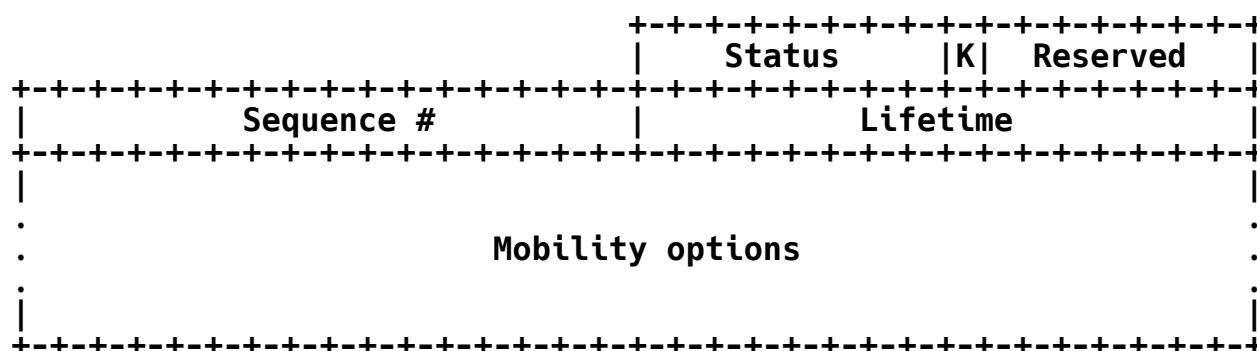 +-+-+-+-+-+-+-+-+-+-+-+-+-+-+-+-+
                                |    Status     |K|  Reserved   |
+-+-+-+-+-+-+-+-+-+-+-+-+-+-+-+-+-+-+-+-+-+-+-+-+-+-+-+-+-+-+-+-+
|           Sequence #          |           Lifetime            |
+-+-+-+-+-+-+-+-+-+-+-+-+-+-+-+-+-+-+-+-+-+-+-+-+-+-+-+-+-+-+-+-+
|                                                               |
.                                                               .
.                        Mobility options                       .
.                                                               .
|                                                               |
+-+-+-+-+-+-+-+-+-+-+-+-+-+-+-+-+-+-+-+-+-+-+-+-+-+-+-+-+-+-+-+-+